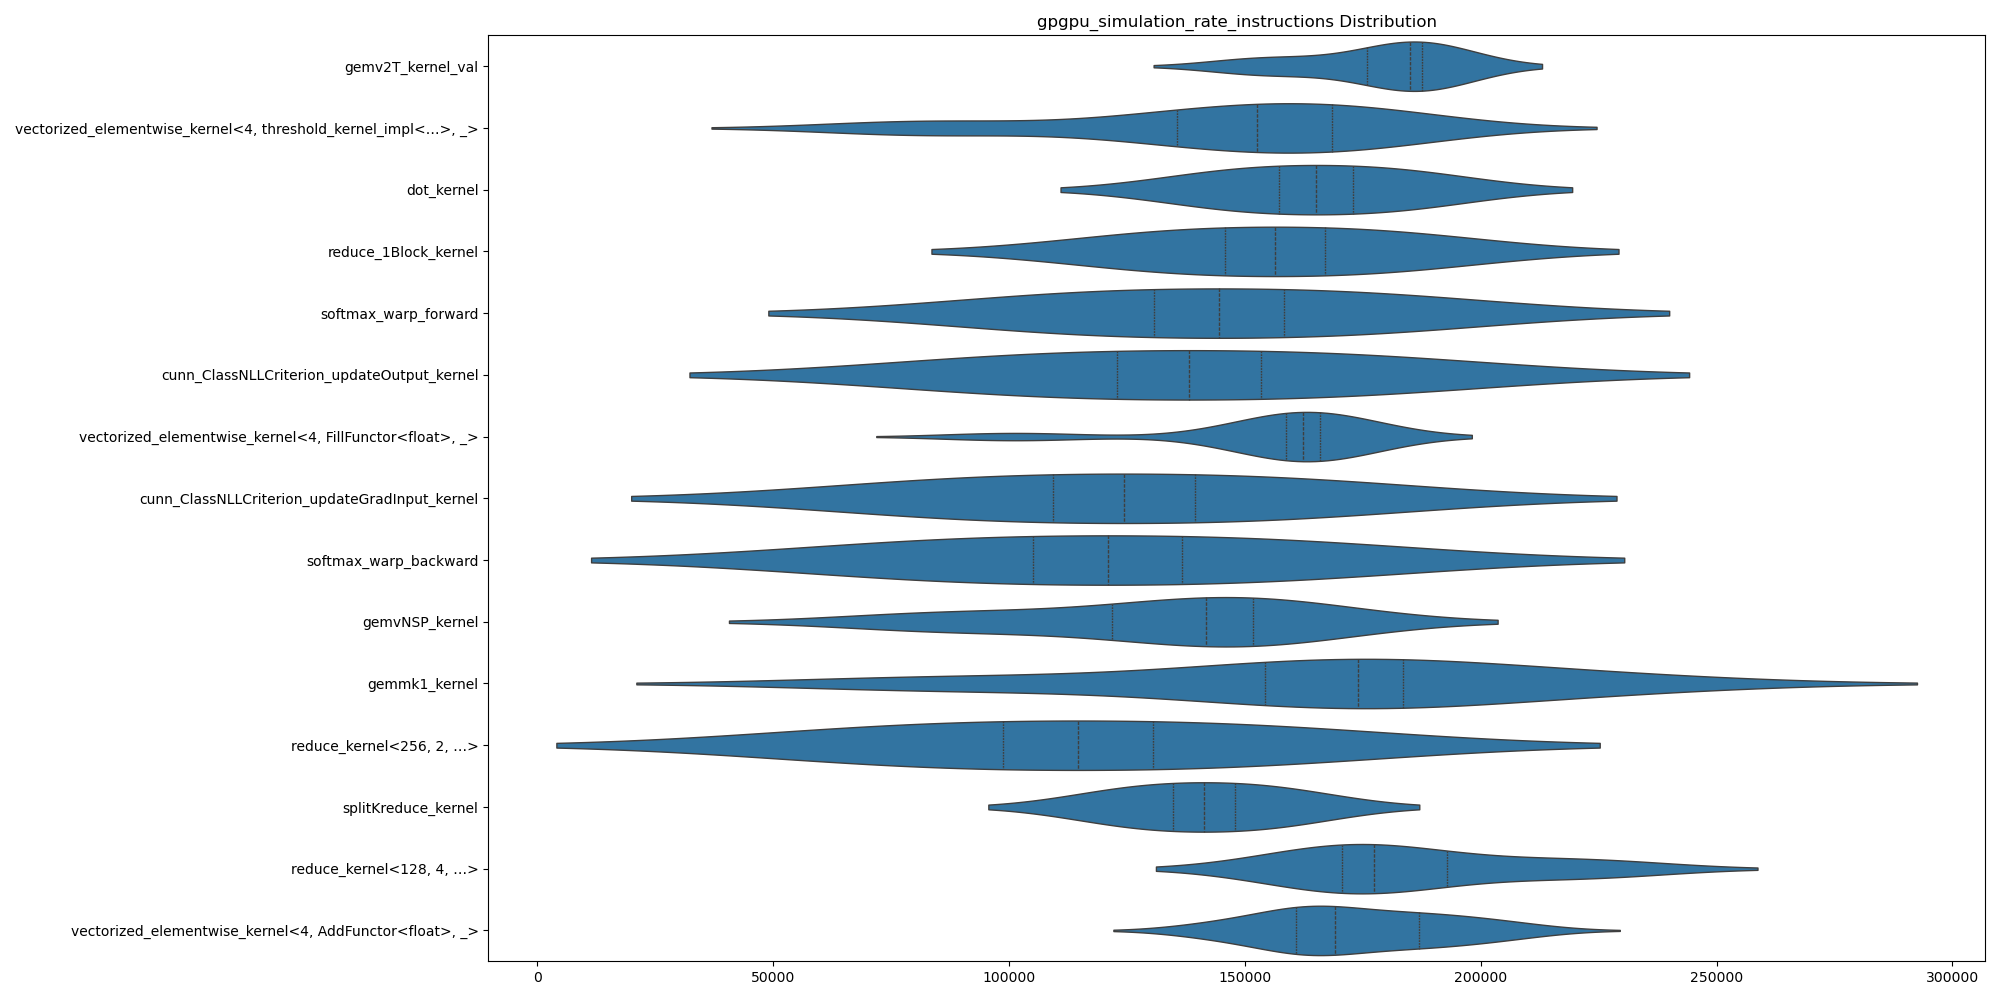 gpgpu_simulation_rate_instructions Distribution
gemv2T_kernel_val
vectorized_elementwise_kernel<4, threshold_kernel_impl<...>, _>
dot_kernel
reduce_1Block_kernel
softmax_warp_forward
cunn_ClassNLLCriterion_updateOutput_kernel
vectorized_elementwise_kernel<4, FillFunctor<float>, _>
cunn_ClassNLLCriterion_updateGradInput_kernel
softmax_warp_backward
gemvNSP_kernel
gemmk1_kernel
reduce_kernel<256, 2, ...>
splitKreduce_kernel
reduce_kernel<128, 4, ...>
vectorized_elementwise_kernel<4, AddFunctor<float>, _>
0 50000 100000 150000 200000 250000 300000